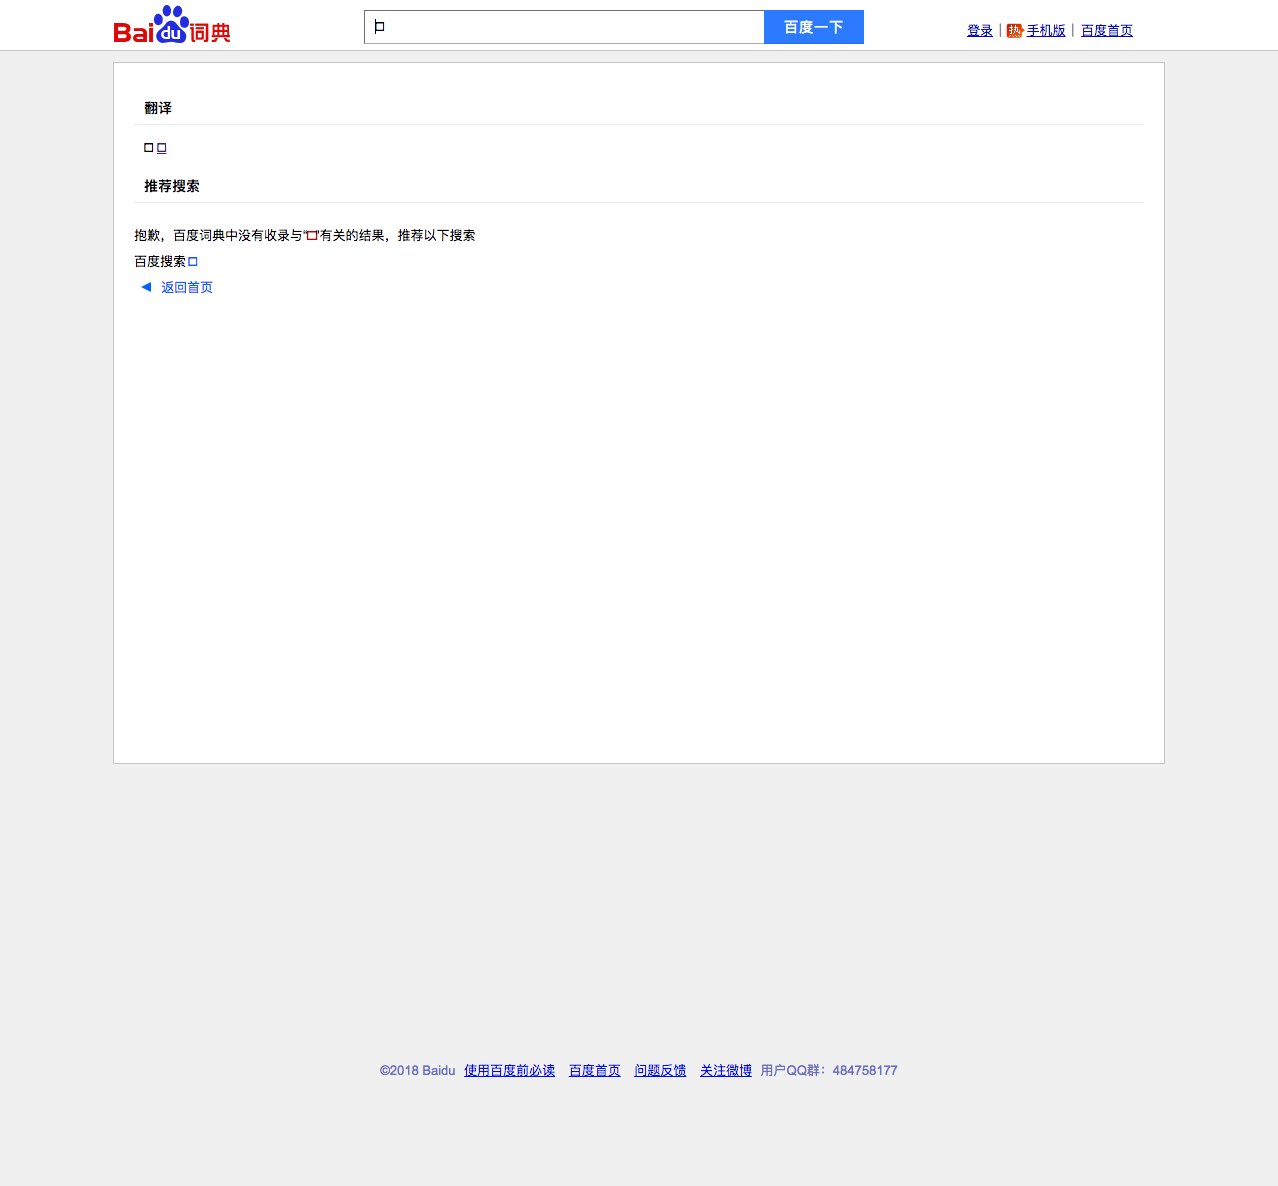 Baidu词典
□
百度一下
登录 | 热 手机版 | 百度首页
翻译
□ □
推荐搜索
抱歉，百度词典中没有收录与“□”有关的结果，推荐以下搜索
百度搜索□
◀ 返回首页
©2018 Baidu 使用百度前必读 百度首页 问题反馈 关注微博 用户QQ群：484758177